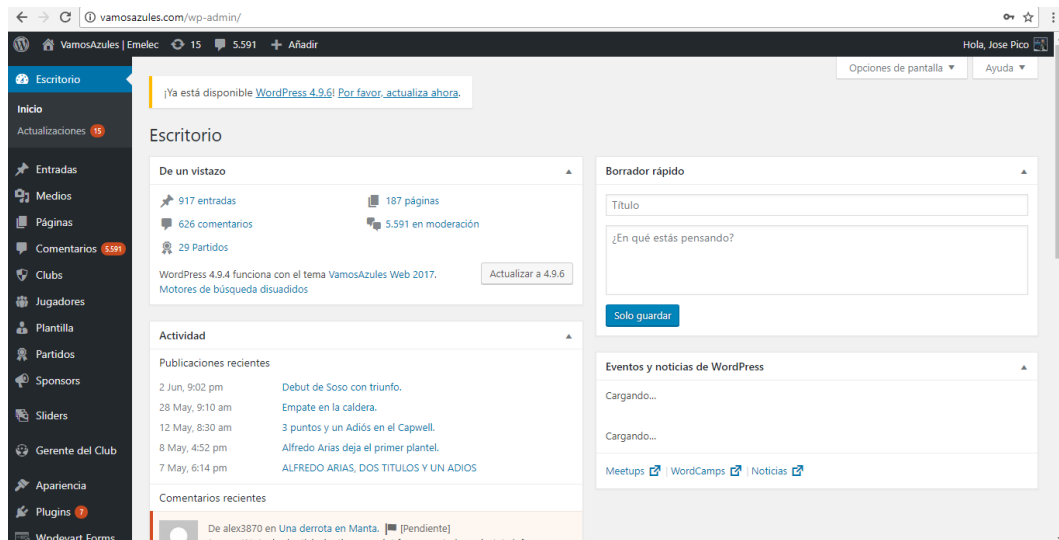 vamosazules.com/wp-admin/
VamosAzules | Emelec 15 5.591 + Añadir Hola, Jose Pico
Escritorio
Inicio
Actualizaciones 15
Entradas
Medios
Páginas
Comentarios 5.591
Clubs
Jugadores
Plantilla
Partidos
Sponsors
Sliders
Gerente del Club
Apariencia
Plugins 7
Wpdevart Forms
Opciones de pantalla ▼ Ayuda ▼
¡Ya está disponible WordPress 4.9.6! Por favor, actualiza ahora.
Escritorio
De un vistazo
917 entradas 187 páginas
626 comentarios 5.591 en moderación
29 Partidos
WordPress 4.9.4 funciona con el tema VamosAzules Web 2017. Actualizar a 4.9.6
Motores de búsqueda disuadidos
Actividad
Publicaciones recientes
2 Jun, 9:02 pm Debut de Soso con triunfo.
28 May, 9:10 am Empate en la caldera.
12 May, 8:30 am 3 puntos y un Adiós en el Capwell.
8 May, 4:52 pm Alfredo Arias deja el primer plantel.
7 May, 6:14 pm ALFREDO ARIAS, DOS TITULOS Y UN ADIOS
Comentarios recientes
De alex3870 en Una derrota en Manta. [Pendiente]
Borrador rápido
Título
¿En qué estás pensando?
Solo guardar
Eventos y noticias de WordPress
Cargando...
Cargando...
Meetups | WordCamps | Noticias